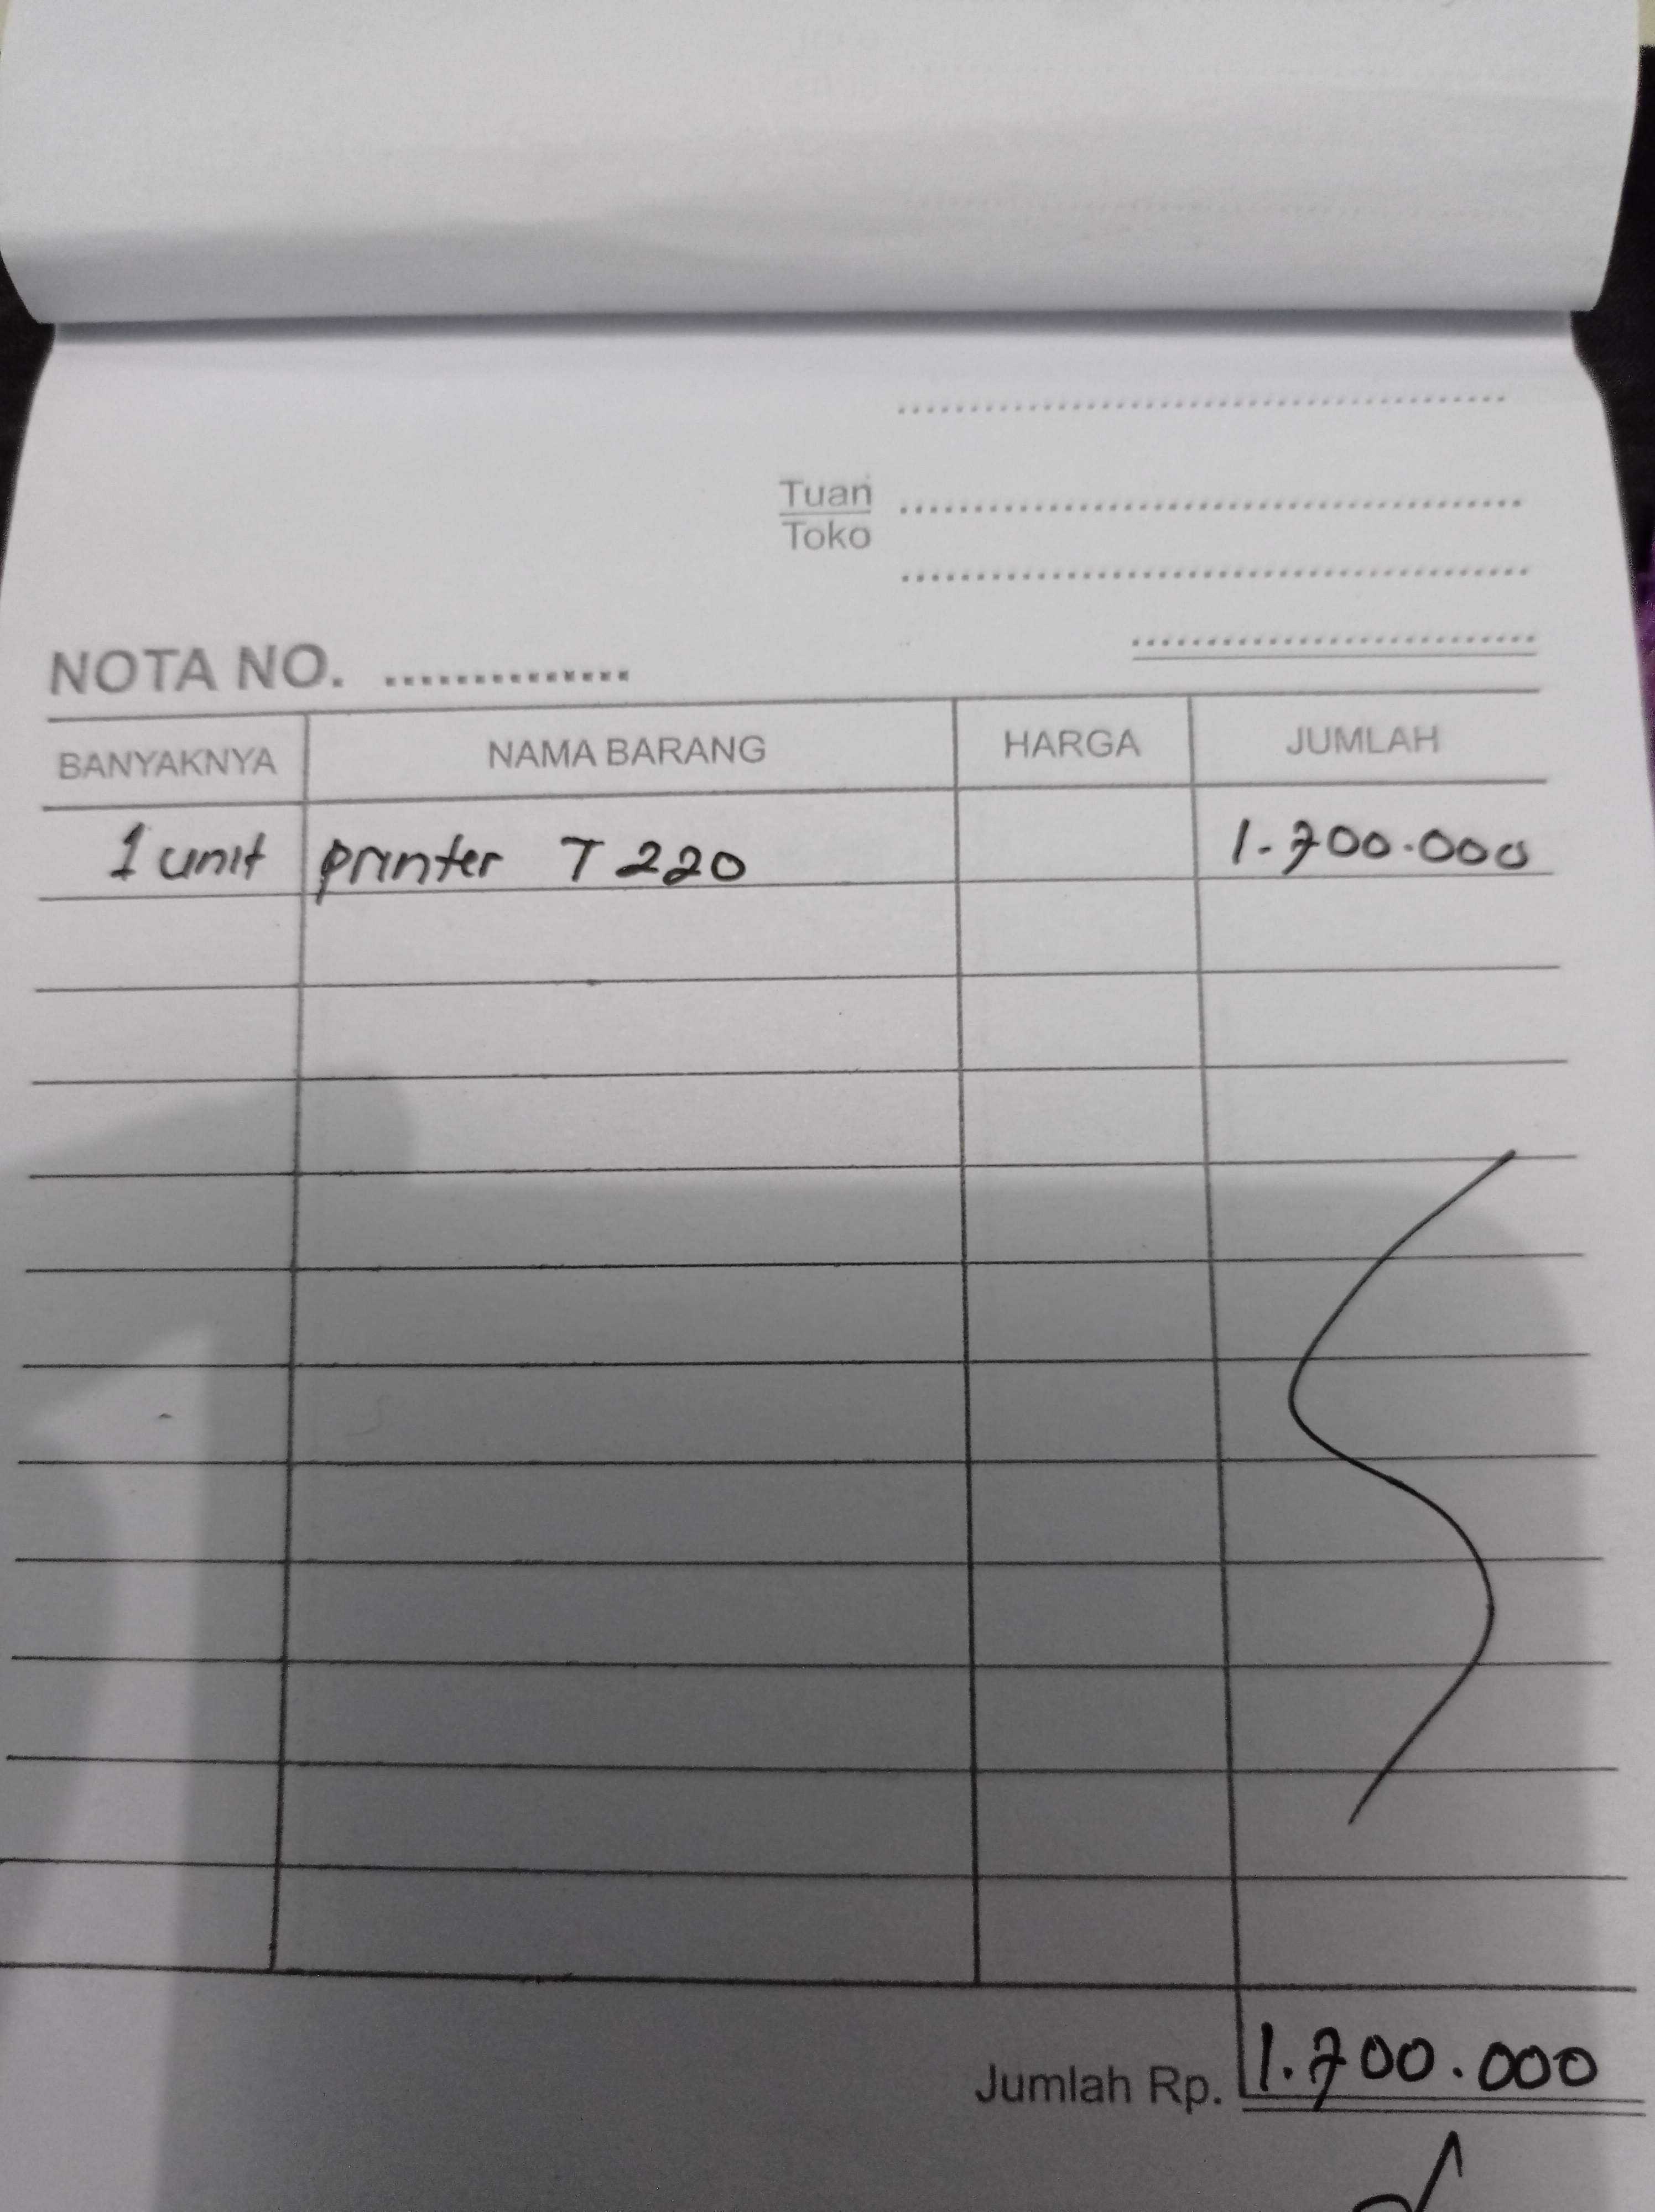 Tuan
Toko
NOTA NO. ..............
BANYAKNYA NAMA BARANG HARGA JUMLAH
1 unit printer T 220 1.700.000
Jumlah Rp. 1.700.000